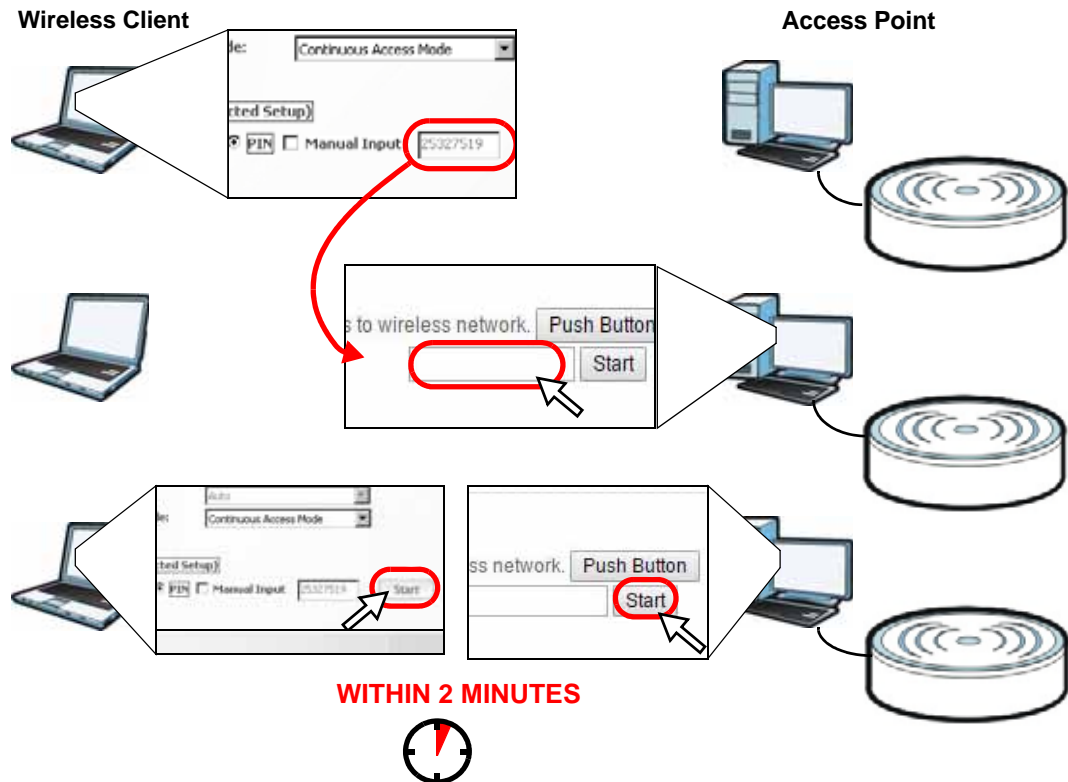 Wireless Client
Access Point
de:
Continuous Access Mode
cted Setup)
PIN
Manual Input
25327519
s to wireless network.
Push Button
Start
Auto
de:
Continuous Access Mode
cted Setup)
PIN
Manual Input
25327519
Start
ss network.
Push Button
Start
WITHIN 2 MINUTES